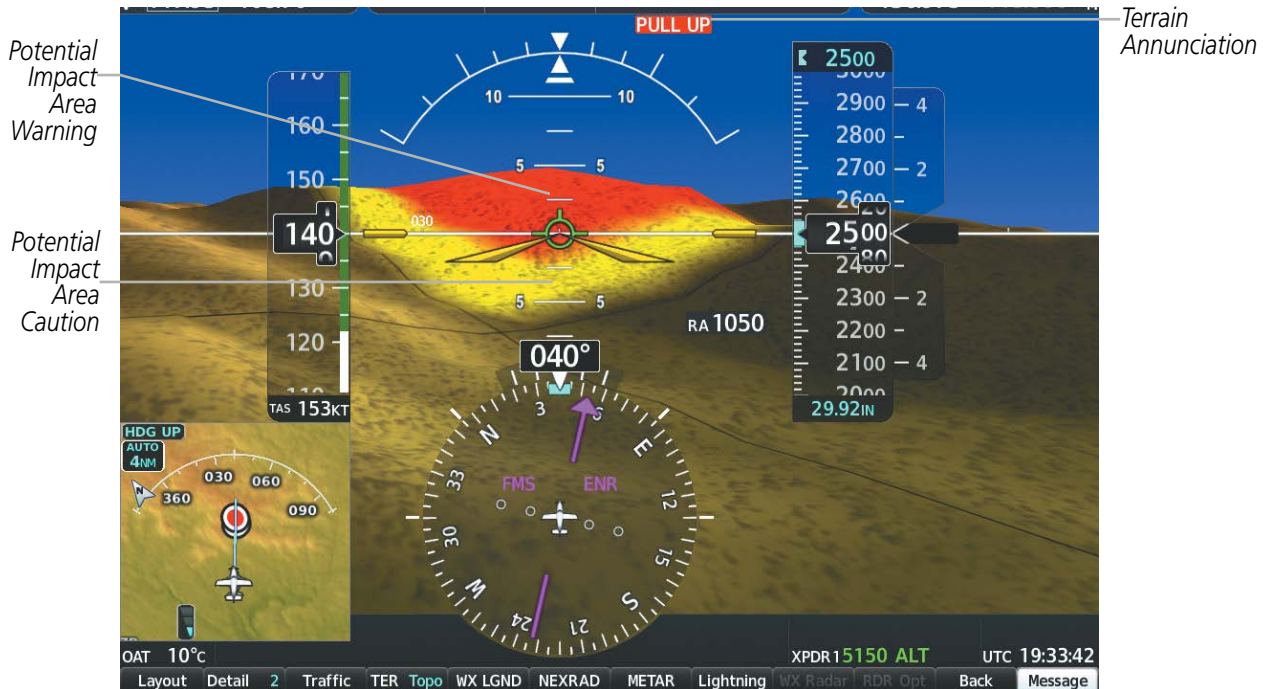 PULL UP
Terrain
Annunciation
Potential
Impact
Area
Warning
Potential
Impact
Area
Caution
170
160
150
140
130
120
TAS 153KT
10 10
5 5
030
5 5
RA 1050
2500
2900
2800
2700
2600
2500
20
80
2400
2300
2200
2100
2000
4
2
2
4
29.92IN
040°
N
3
6
E
12
15
S
21
24
W
30
33
FMS ENR
HDG UP
AUTO
4NM
360
030
060
090
OAT 10°C
XPDR1 5150 ALT
UTC 19:33:42
Layout Detail 2 Traffic TER Topo WX LGND NEXRAD METAR Lightning WX Radar RDR Opt Back Message